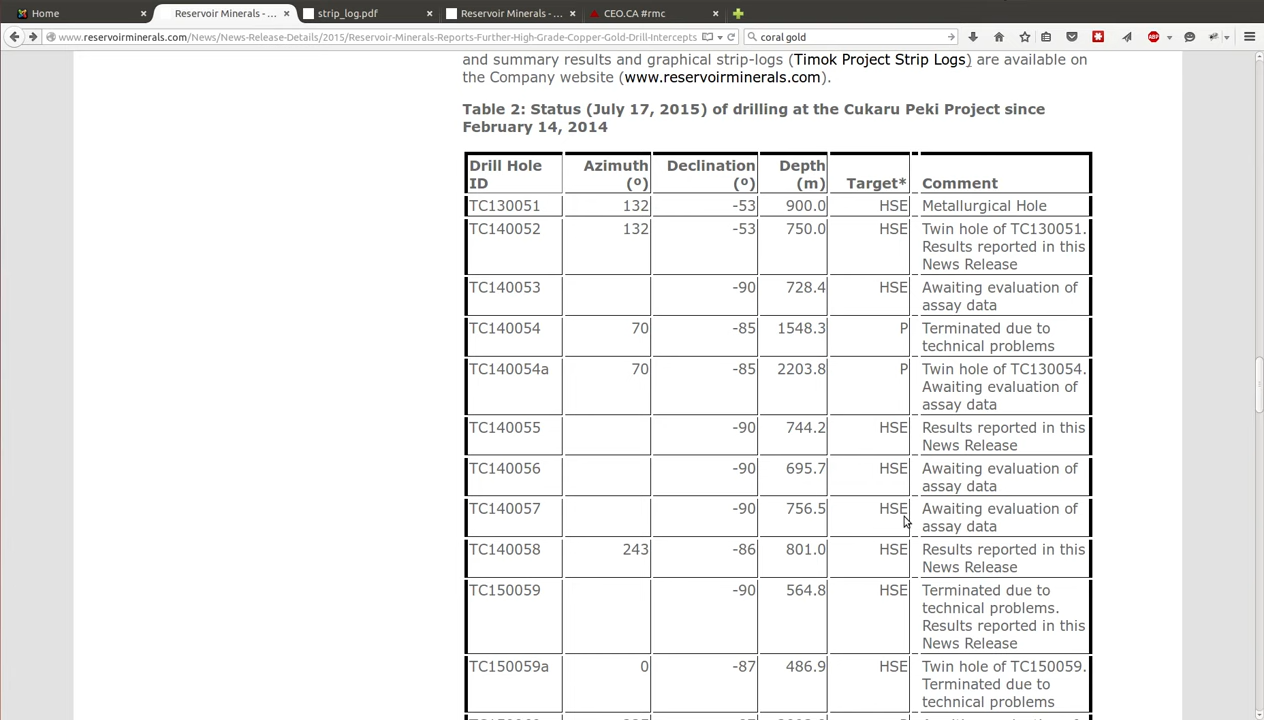 Home
Reservoir Minerals - ...
strip_log.pdf
Reservoir Minerals - ...
CEO.CA #rmc
www.reservoirminerals.com/News/News-Release-Details/2015/Reservoir-Minerals-Reports-Further-High-Grade-Copper-Gold-Drill-Intercepts
coral gold
ABP
and summary results and graphical strip-logs (Timok Project Strip Logs) are available on
the Company website (www.reservoirminerals.com).
Table 2: Status (July 17, 2015) of drilling at the Cukaru Peki Project since
February 14, 2014
Drill Hole ID Azimuth (º) Declination (º) Depth (m) Target* Comment
TC130051 132 -53 900.0 HSE Metallurgical Hole
TC140052 132 -53 750.0 HSE Twin hole of TC130051.
Results reported in this
News Release
TC140053 -90 728.4 HSE Awaiting evaluation of
assay data
TC140054 70 -85 1548.3 P Terminated due to
technical problems
TC140054a 70 -85 2203.8 P Twin hole of TC130054.
Awaiting evaluation of
assay data
TC140055 -90 744.2 HSE Results reported in this
News Release
TC140056 -90 695.7 HSE Awaiting evaluation of
assay data
TC140057 -90 756.5 HSE Awaiting evaluation of
assay data
TC140058 243 -86 801.0 HSE Results reported in this
News Release
TC150059 -90 564.8 HSE Terminated due to
technical problems.
Results reported in this
News Release
TC150059a 0 -87 486.9 HSE Twin hole of TC150059.
Terminated due to
technical problems